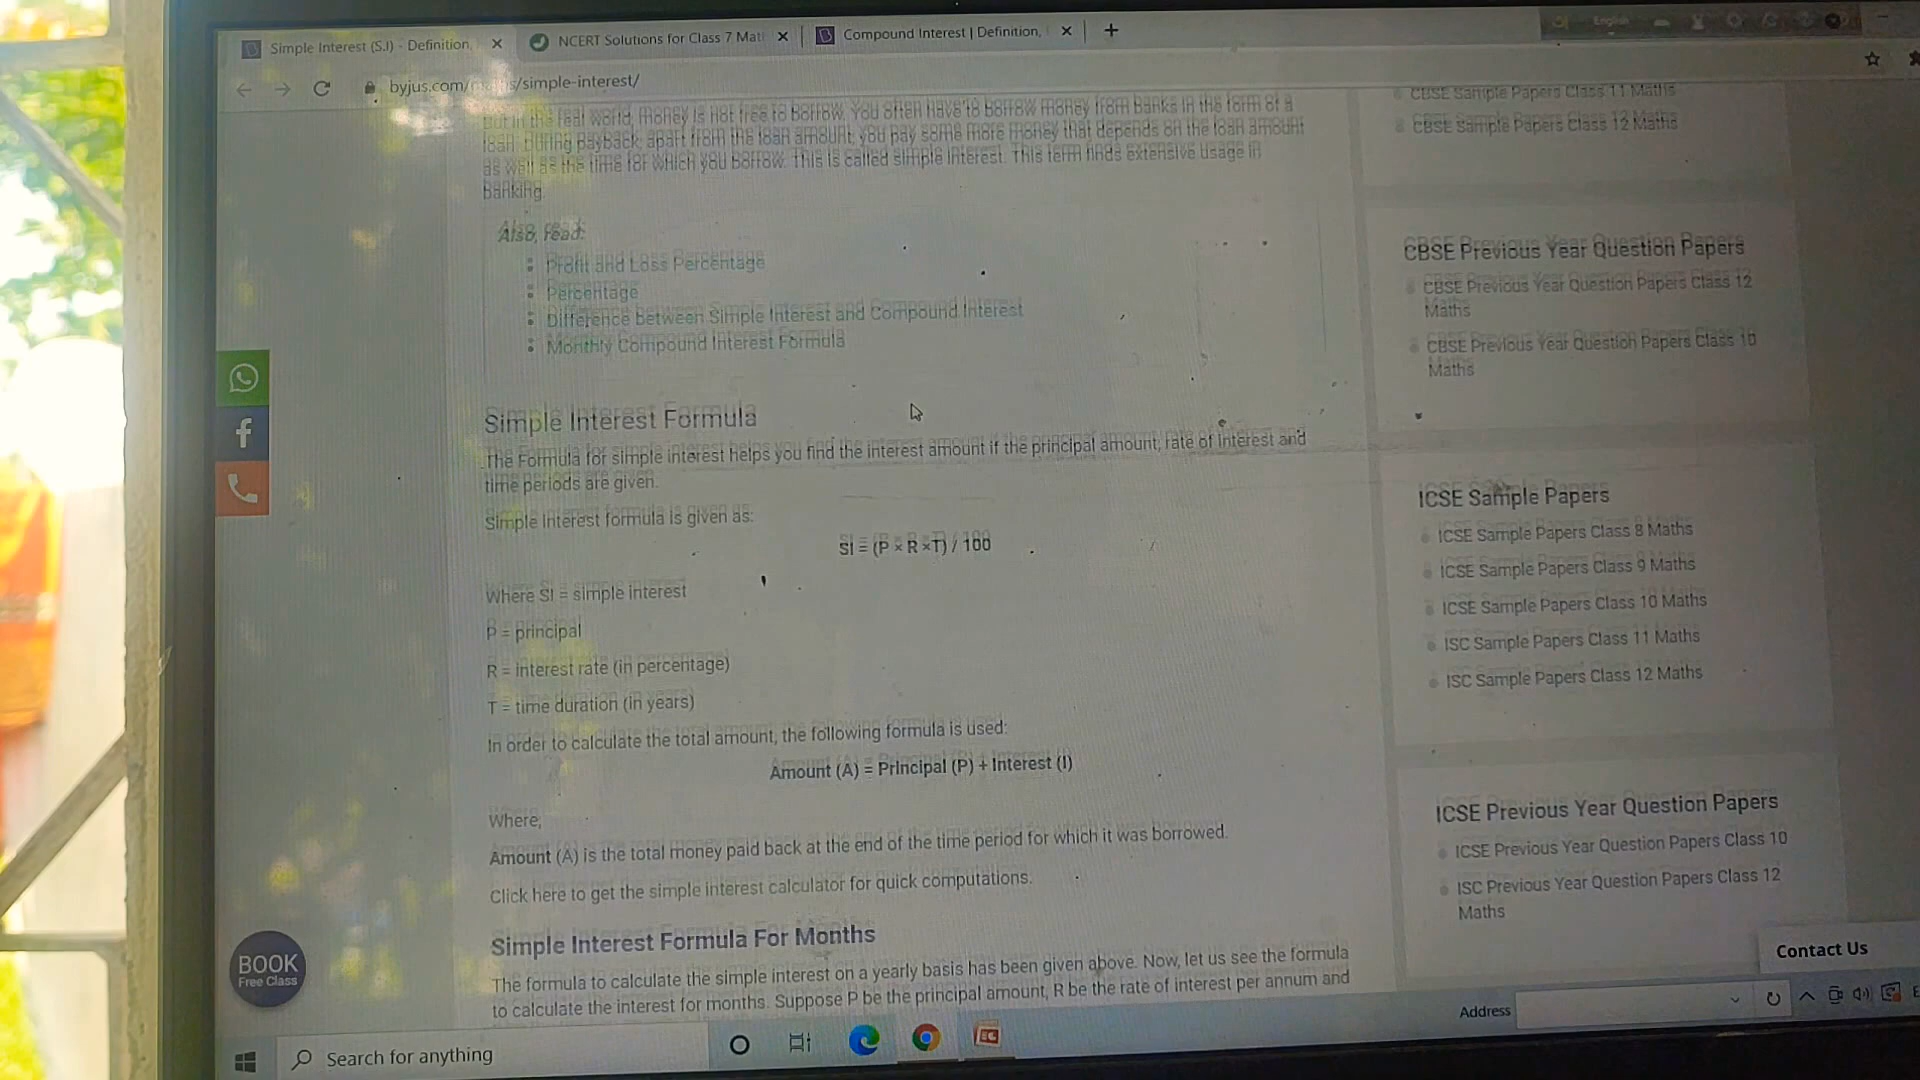 Simple Interest (S.I) - Definition,
NCERT Solutions for Class 7 Mat
Compound Interest | Definition,
English
byjus.com/ /simple-interest/
But in the real world, money is not free to borrow. You often have to borrow money from banks in the form of a
loan. During payback, apart from the loan amount, you pay some more money that depends on the loan amount
as well as the time for which you borrow. This is called simple interest. This term finds extensive usage in
banking.
Also, read:
Profit and Loss Percentage
Percentage
Difference between Simple Interest and Compound Interest
Monthly Compound Interest Formula
Simple Interest Formula
The Formula for simple interest helps you find the interest amount if the principal amount, rate of interest and
time periods are given.
Simple interest formula is given as:
SI = (P × R ×T) / 100
Where SI = simple interest
P = principal
R = interest rate (in percentage)
T = time duration (in years)
In order to calculate the total amount, the following formula is used:
Amount (A) = Principal (P) + Interest (I)
Where,
Amount (A) is the total money paid back at the end of the time period for which it was borrowed.
Click here to get the simple interest calculator for quick computations.
Simple Interest Formula For Months
The formula to calculate the simple interest on a yearly basis has been given above. Now, let us see the formula
to calculate the interest for months. Suppose P be the principal amount, R be the rate of interest per annum and
CBSE Sample Papers Class 11 Maths
CBSE Sample Papers Class 12 Maths
CBSE Previous Year Question Papers
CBSE Previous Year Question Papers Class 12
Maths
CBSE Previous Year Question Papers Class 10
Maths
ICSE Sample Papers
ICSE Sample Papers Class 8 Maths
ICSE Sample Papers Class 9 Maths
ICSE Sample Papers Class 10 Maths
ISC Sample Papers Class 11 Maths
ISC Sample Papers Class 12 Maths
ICSE Previous Year Question Papers
ICSE Previous Year Question Papers Class 10
ISC Previous Year Question Papers Class 12
Maths
BOOK
Free Class
Contact Us
Address
Search for anything